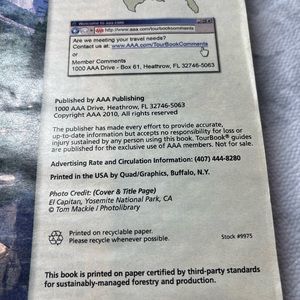 Welcome to aaa.com
Are we meeting your travel needs?
Contact us at: www.AAA.com/TourBookComments
or
Member Comments
1000 AAA Drive - Box 61, Heathrow, FL 32746-5063
Published by AAA Publishing
1000 AAA Drive, Heathrow, FL 32746-5063
Copyright AAA 2010, All rights reserved
The publisher has made every effort to provide accurate,
up-to-date information but accepts no responsibility for loss or
injury sustained by any person using this book. TourBook® guides
are published for the exclusive use of AAA members. Not for sale.
Advertising Rate and Circulation Information: (407) 444-8280
Printed in the USA by Quad/Graphics, Buffalo, N.Y.
Photo Credit: (Cover & Title Page)
El Capitan, Yosemite National Park, CA
© Tom Mackie / Photolibrary
Printed on recyclable paper.
Please recycle whenever possible.
Stock #9975
This book is printed on paper certified by third-party standards
for sustainably-managed forestry and production.